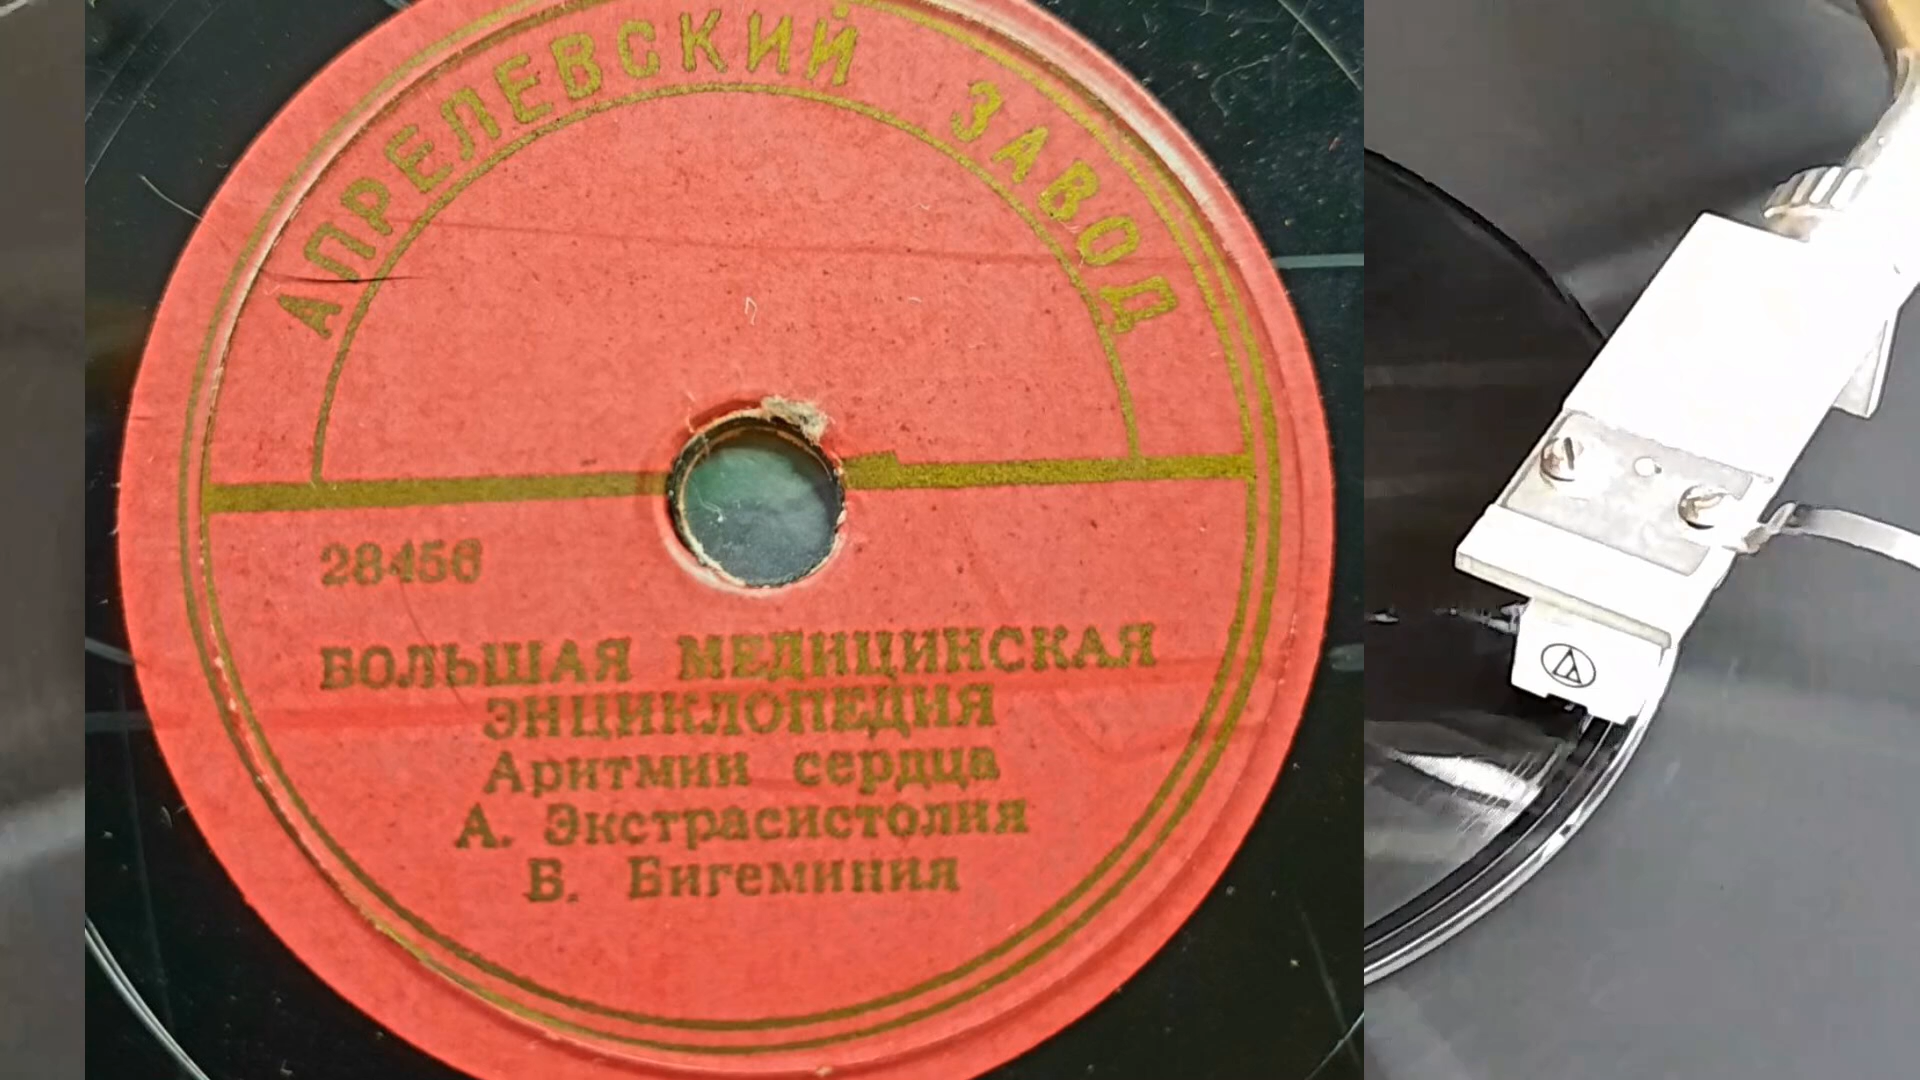 АПРЕЛЕВСКИЙ ЗАВОД
28456
БОЛЬШАЯ МЕДИЦИНСКАЯ
ЭНЦИКЛОПЕДИЯ
Аритмии сердца
А. Экстрасистолия
В. Бигеминия